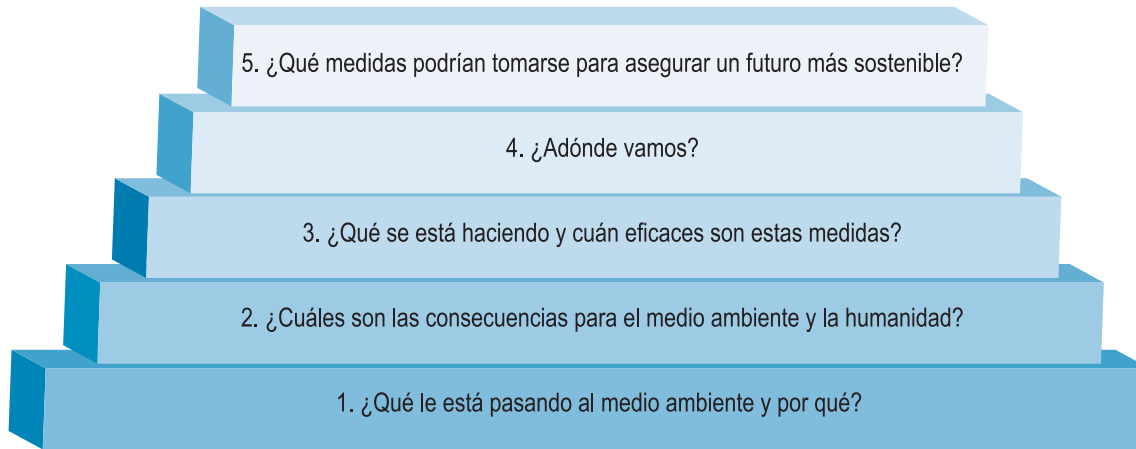 5. ¿Qué medidas podrían tomarse para asegurar un futuro más sostenible?
4. ¿Adónde vamos?
3. ¿Qué se está haciendo y cuán eficaces son estas medidas?
2. ¿Cuáles son las consecuencias para el medio ambiente y la humanidad?
1. ¿Qué le está pasando al medio ambiente y por qué?